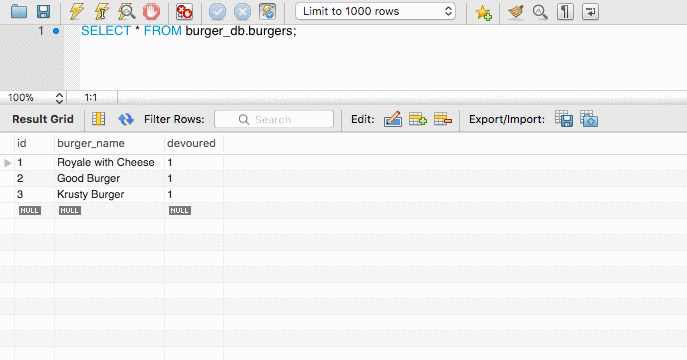 Limit to 1000 rows
1 SELECT * FROM burger_db.burgers;
100% 1:1
Result Grid Filter Rows: Search Edit: Export/Import:
id burger_name devoured
1 Royale with Cheese 1
2 Good Burger 1
3 Krusty Burger 1
NULL NULL NULL